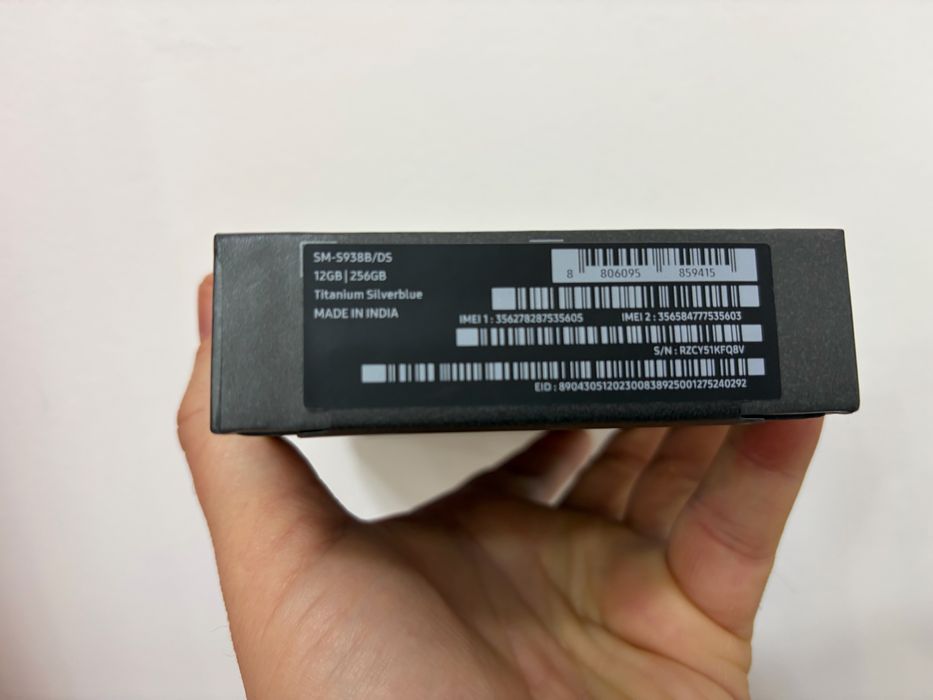 SM-S938B/DS
12GB | 256GB
Titanium Silverblue
MADE IN INDIA
8 806095 859415
IMEI 1 : 356278287535605 IMEI 2 : 356584777535603
S/N : RZCY51KFQ8V
EID : 89043051202300838925001275240292